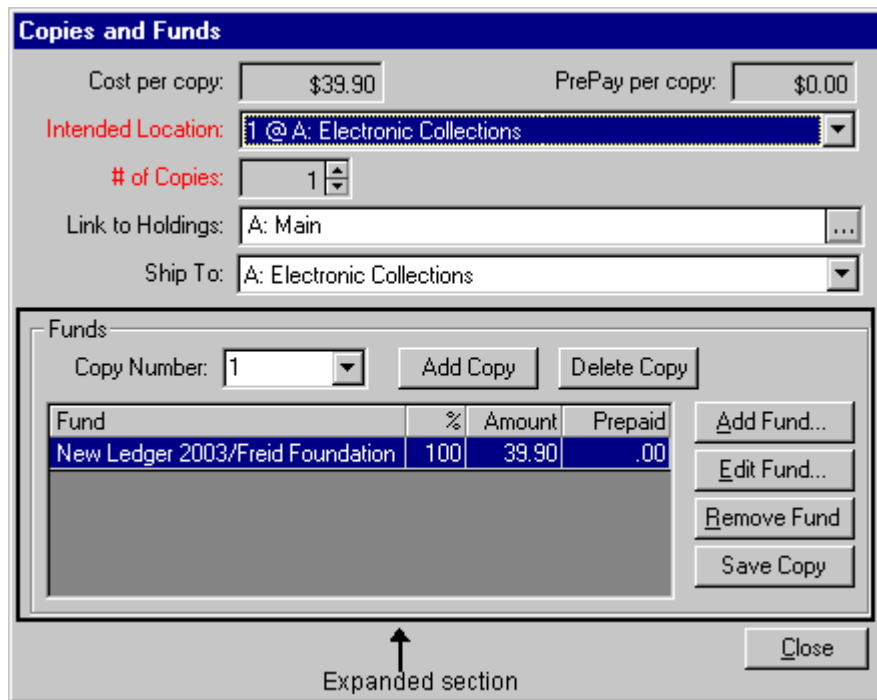 Copies and Funds
Cost per copy: $39.90 PrePay per copy: $0.00
Intended Location: 1 @ A: Electronic Collections
# of Copies: 1
Link to Holdings: A: Main ...
Ship To: A: Electronic Collections
Funds
Copy Number: 1 Add Copy Delete Copy
Fund % Amount Prepaid Add Fund...
New Ledger 2003/Freid Foundation 100 39.90 .00
Edit Fund...
Remove Fund
Save Copy
Close
Expanded section